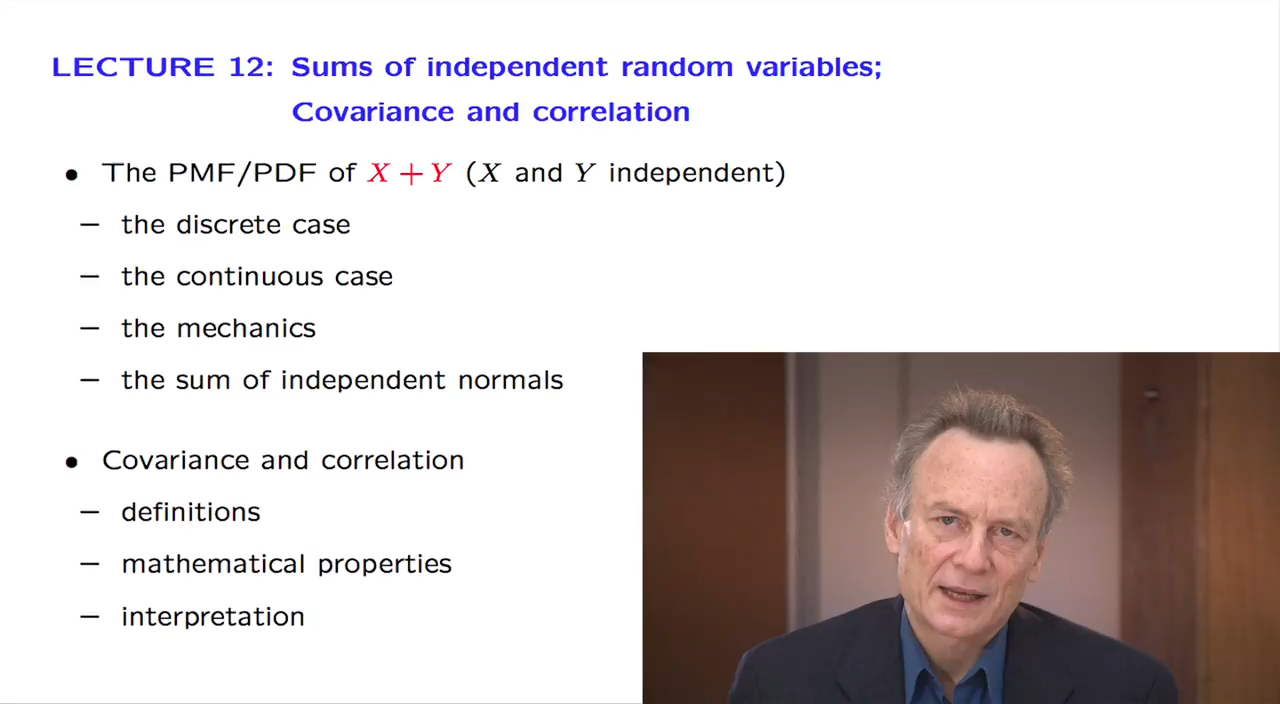 LECTURE 12: Sums of independent random variables;
Covariance and correlation
• The PMF/PDF of X + Y (X and Y independent)
– the discrete case
– the continuous case
– the mechanics
– the sum of independent normals
• Covariance and correlation
– definitions
– mathematical properties
– interpretation